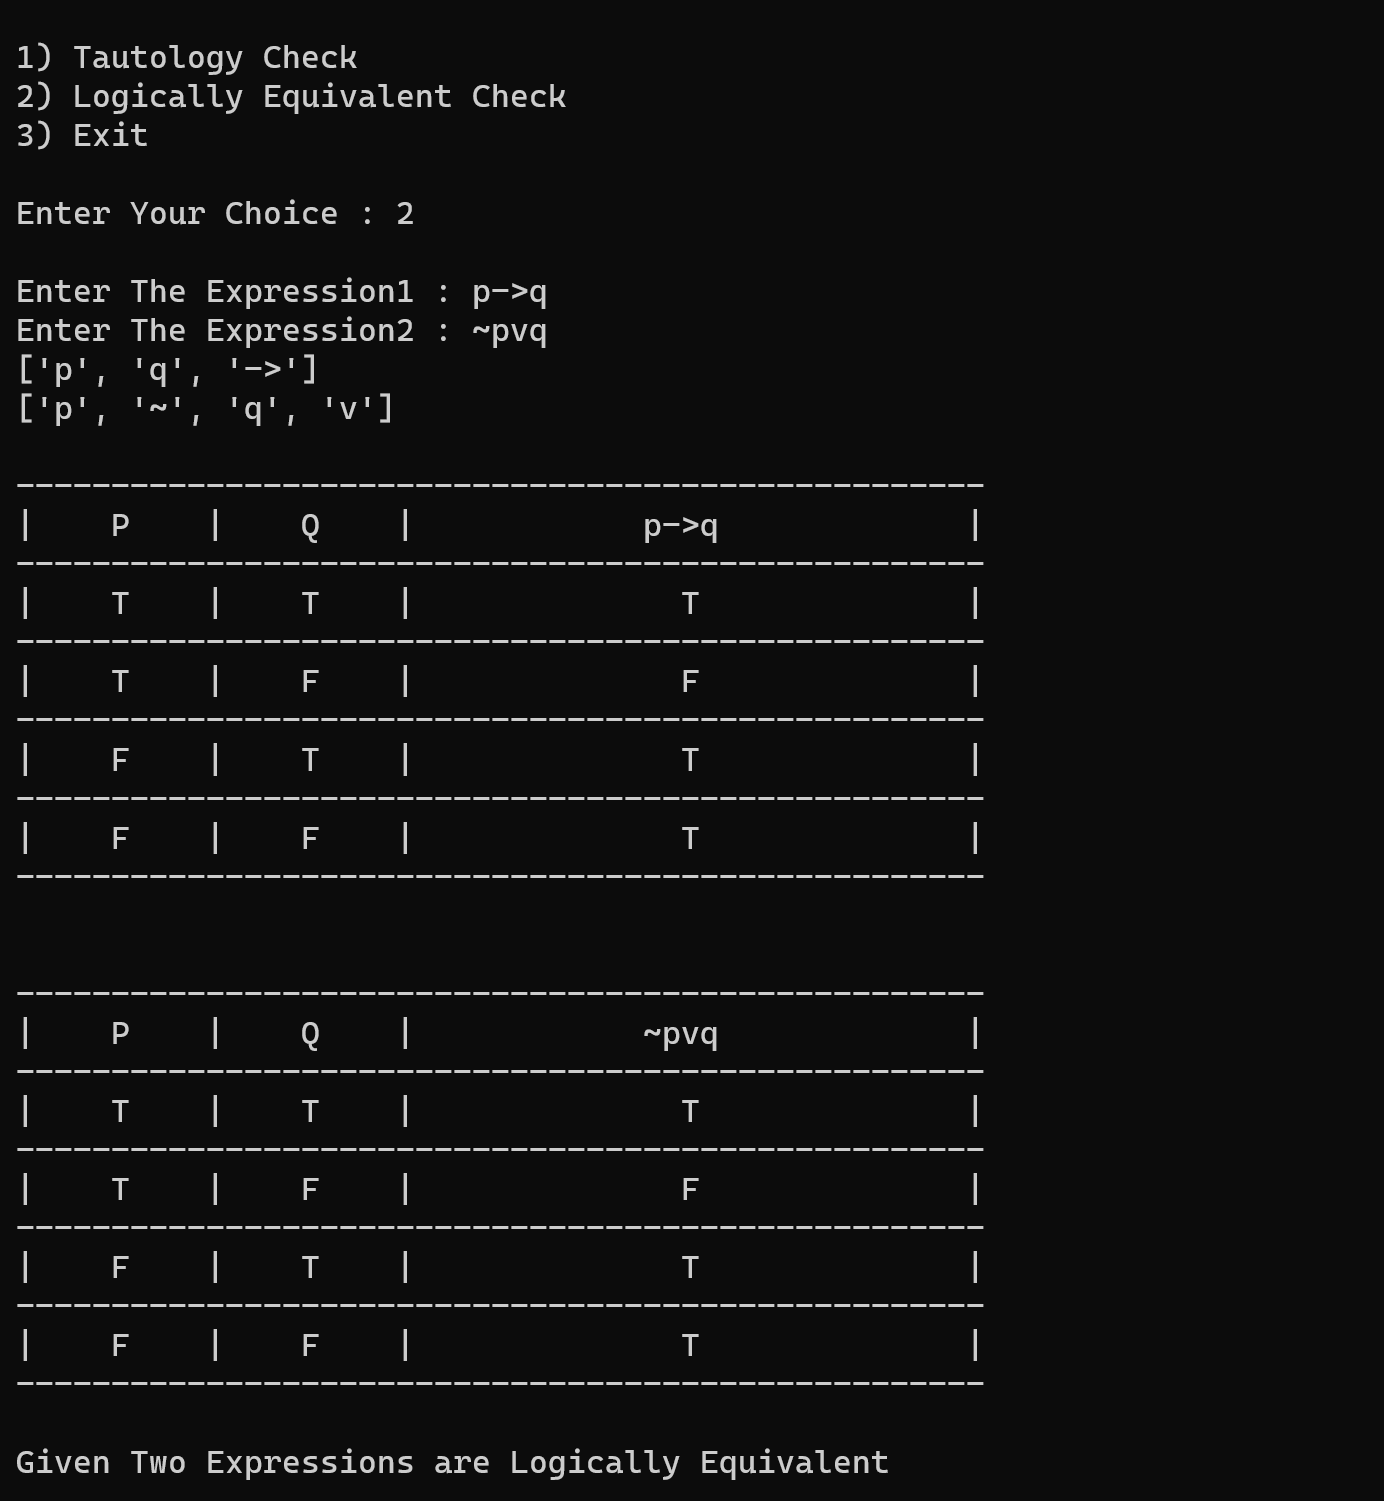 1) Tautology Check
2) Logically Equivalent Check
3) Exit
Enter Your Choice : 2
Enter The Expression1 : p->q
Enter The Expression2 : ~pvq
['p', 'q', '->']
['p', '~', 'q', 'v']
---------------------------------------------------
|    P    |    Q    |            p->q             |
---------------------------------------------------
|    T    |    T    |              T              |
---------------------------------------------------
|    T    |    F    |              F              |
---------------------------------------------------
|    F    |    T    |              T              |
---------------------------------------------------
|    F    |    F    |              T              |
---------------------------------------------------
---------------------------------------------------
|    P    |    Q    |            ~pvq             |
---------------------------------------------------
|    T    |    T    |              T              |
---------------------------------------------------
|    T    |    F    |              F              |
---------------------------------------------------
|    F    |    T    |              T              |
---------------------------------------------------
|    F    |    F    |              T              |
---------------------------------------------------
Given Two Expressions are Logically Equivalent